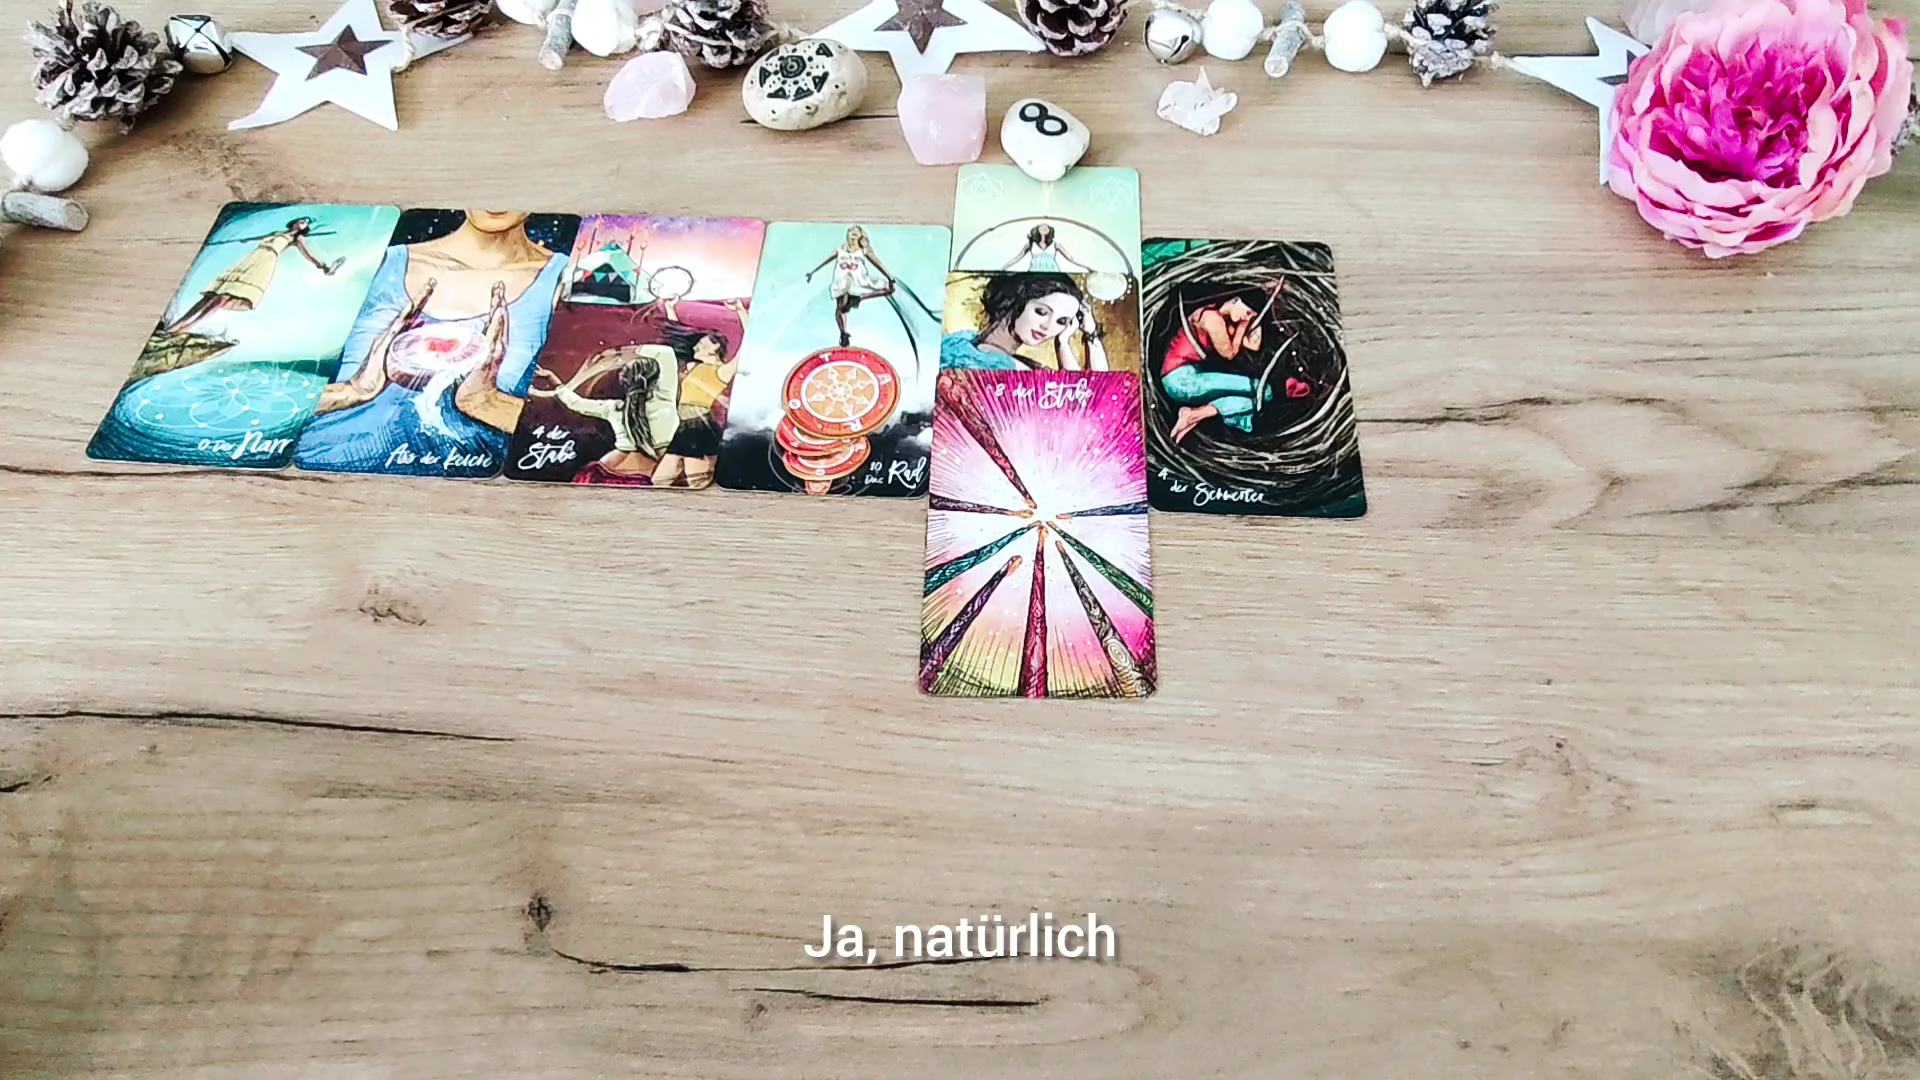 0 Der Narr
Ass der Kelche
4 der
Stäbe
10
Das Rad
8 der Stäbe
4
der Schwerter
T A R O
8
Ja, natürlich